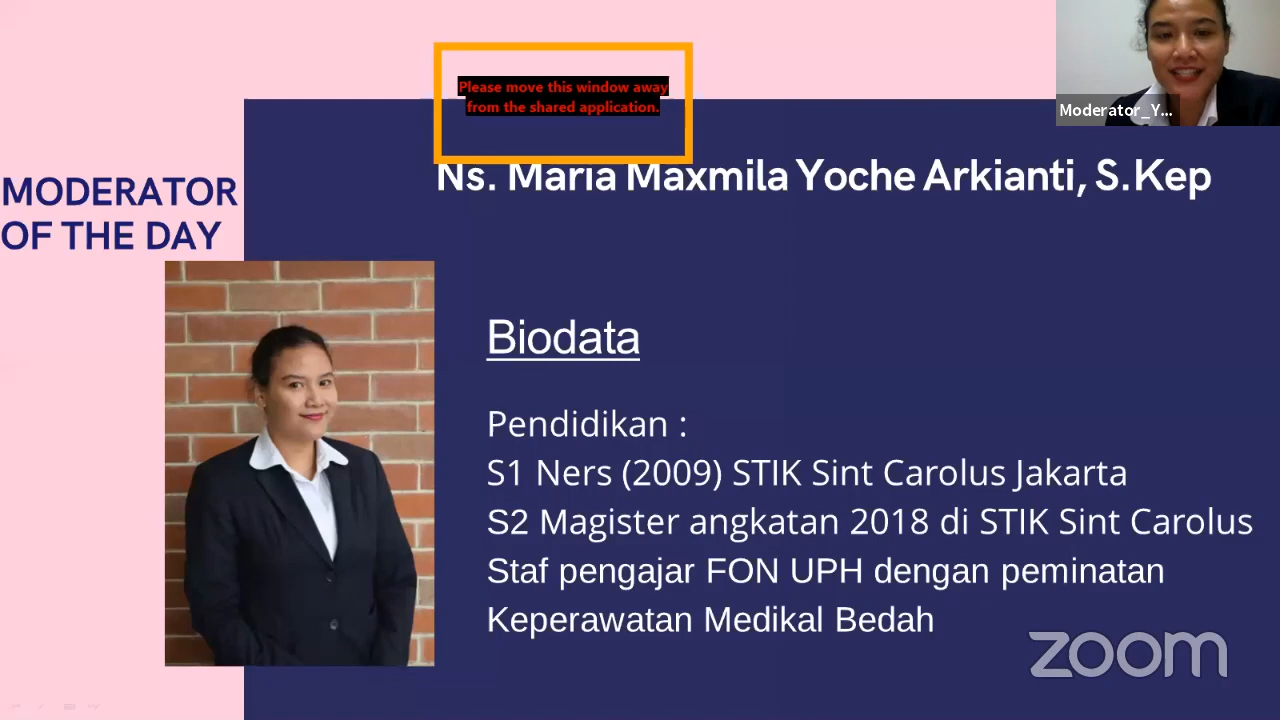 Please move this window away
from the shared application.
Moderator_Y...
Ns. Maria Maxmila Yoche Arkianti, S.Kep
MODERATOR
OF THE DAY
Biodata
Pendidikan :
S1 Ners (2009) STIK Sint Carolus Jakarta
S2 Magister angkatan 2018 di STIK Sint Carolus
Staf pengajar FON UPH dengan peminatan
Keperawatan Medikal Bedah
zoom